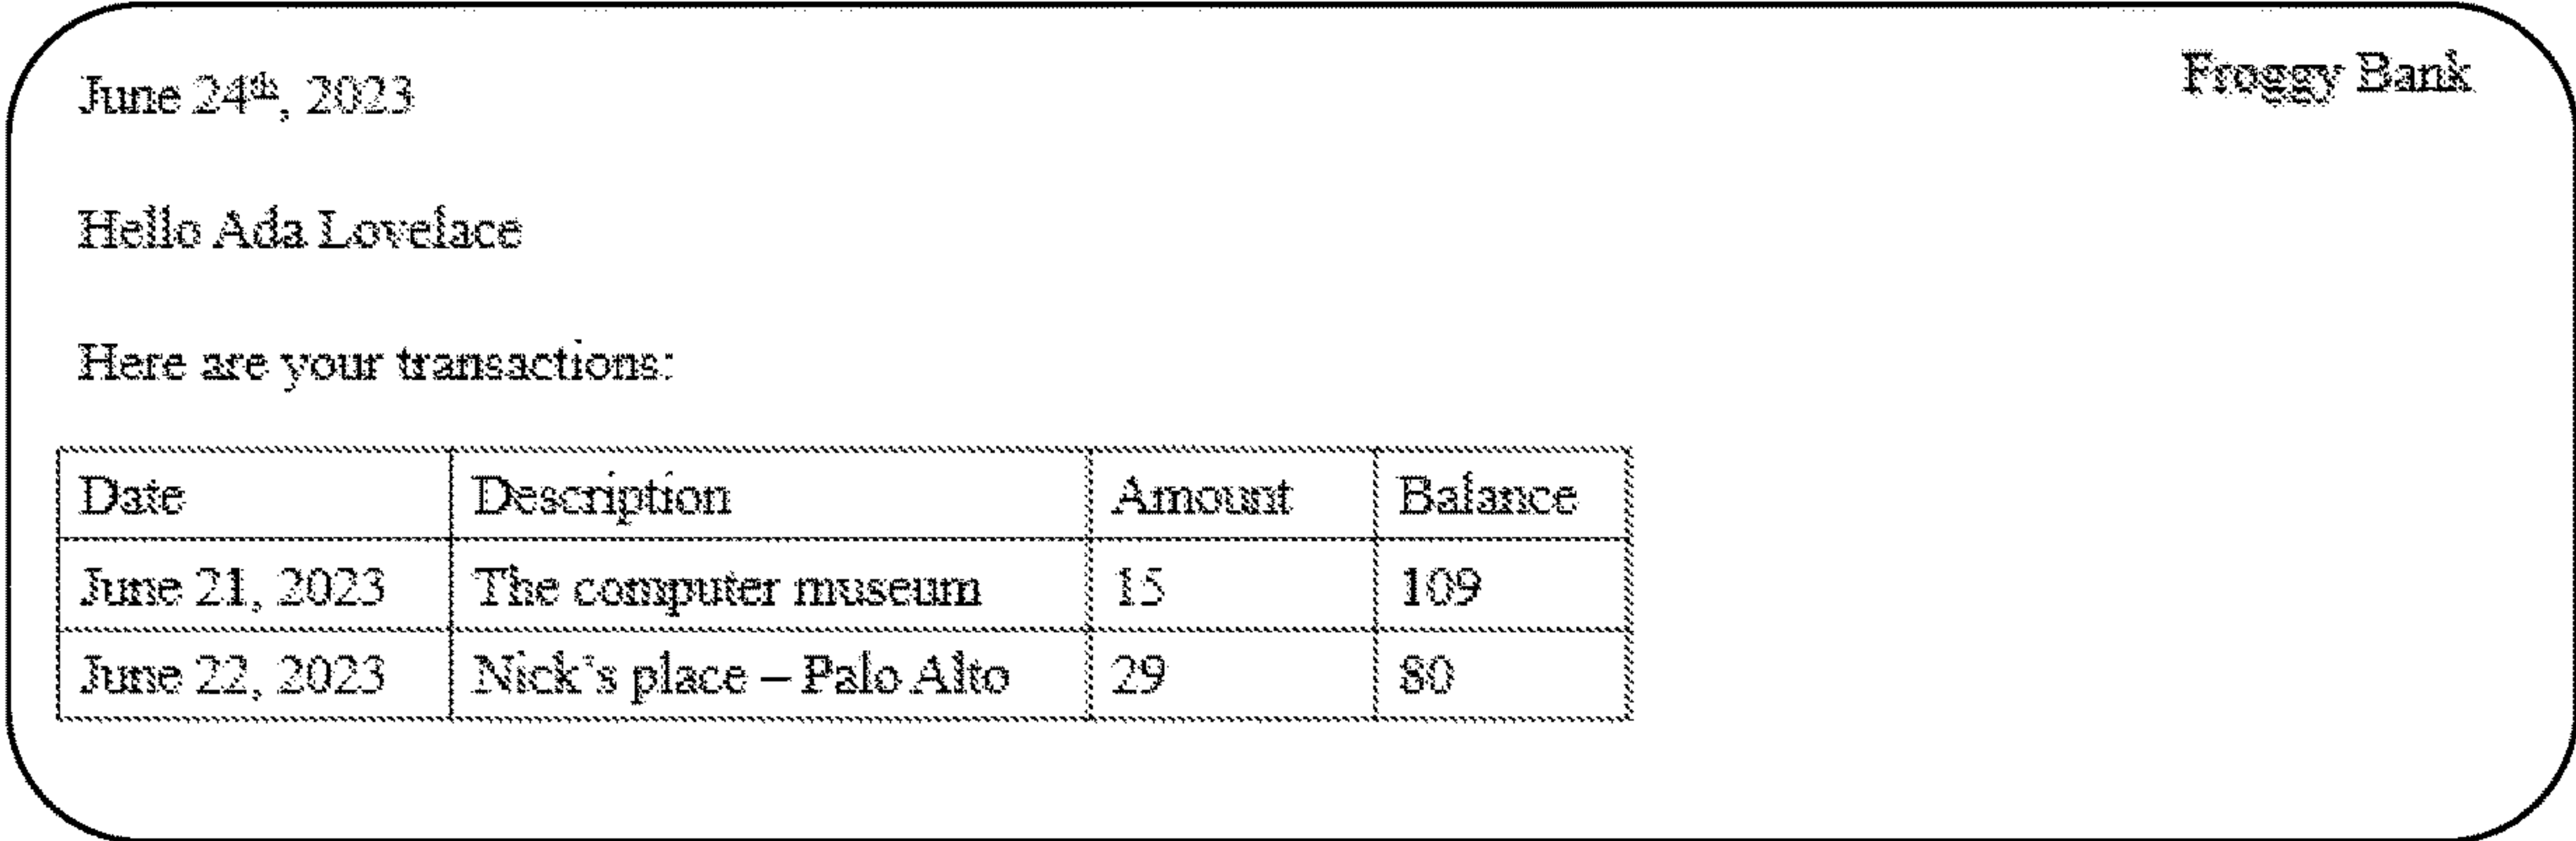 Froggy Bank
June 24th, 2023
Hello Ada Lovelace
Here are your transactions:
Date Description Amount Balance
June 21, 2023 The computer museum 15 109
June 22, 2023 Nick's place – Palo Alto 29 80